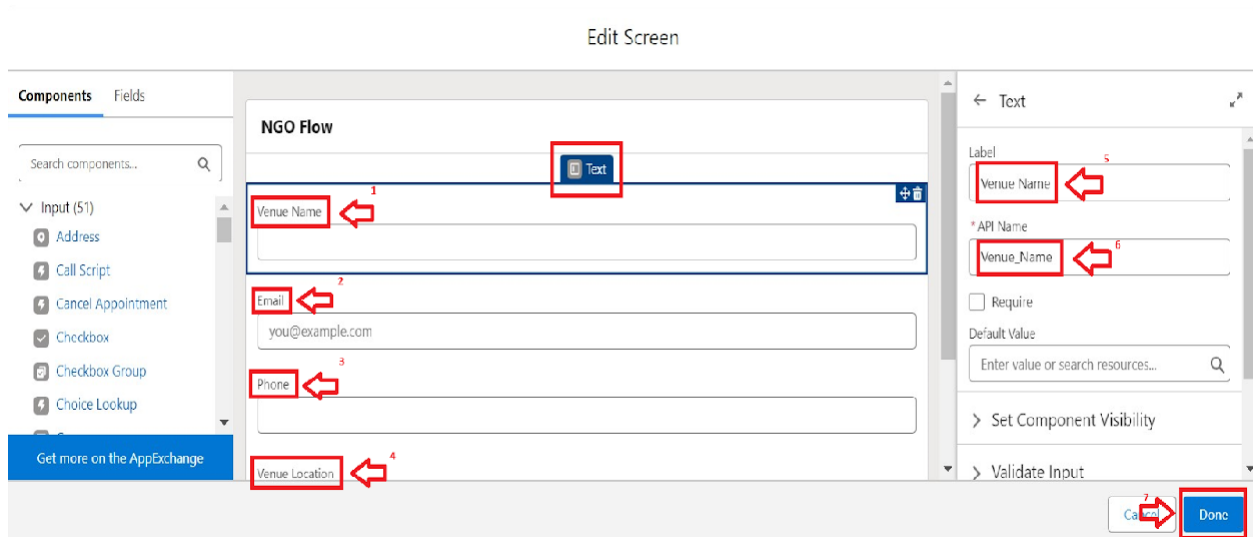 Edit Screen
Components Fields
Search components...
Input (51)
Address
Call Script
Cancel Appointment
Checkbox
Checkbox Group
Choice Lookup
Get more on the AppExchange
NGO Flow
Text
1
Venue Name
2
Email
you@example.com
3
Phone
4
Venue Location
Text
Label
5
Venue Name
*API Name
6
Venue_Name
Require
Default Value
Enter value or search resources...
Set Component Visibility
Validate Input
7
Cancel
Done